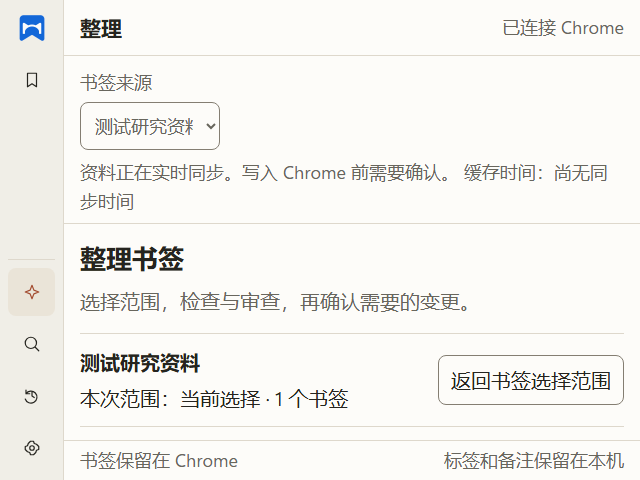 整理
已连接 Chrome
书签来源
测试研究资料
资料正在实时同步。写入 Chrome 前需要确认。 缓存时间：尚无同
步时间
整理书签
选择范围，检查与审查，再确认需要的变更。
测试研究资料
本次范围：当前选择 · 1 个书签
返回书签选择范围
书签保留在 Chrome
标签和备注保留在本机